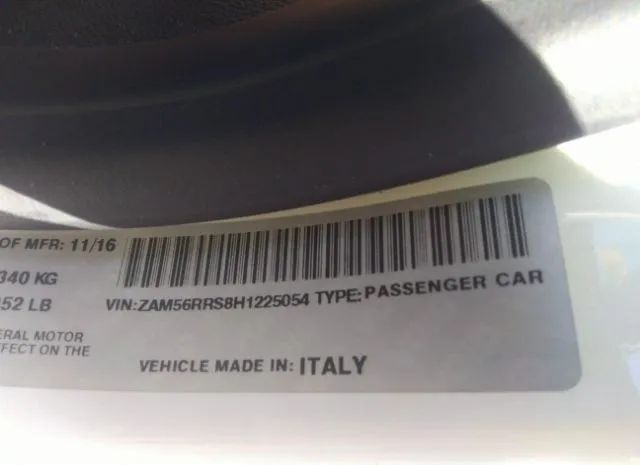 OF MFR: 11/16
340 KG
52 LB
VIN:ZAM56RRS8H1225054 TYPE:PASSENGER CAR
ERAL MOTOR
EFFECT ON THE
VEHICLE MADE IN: ITALY